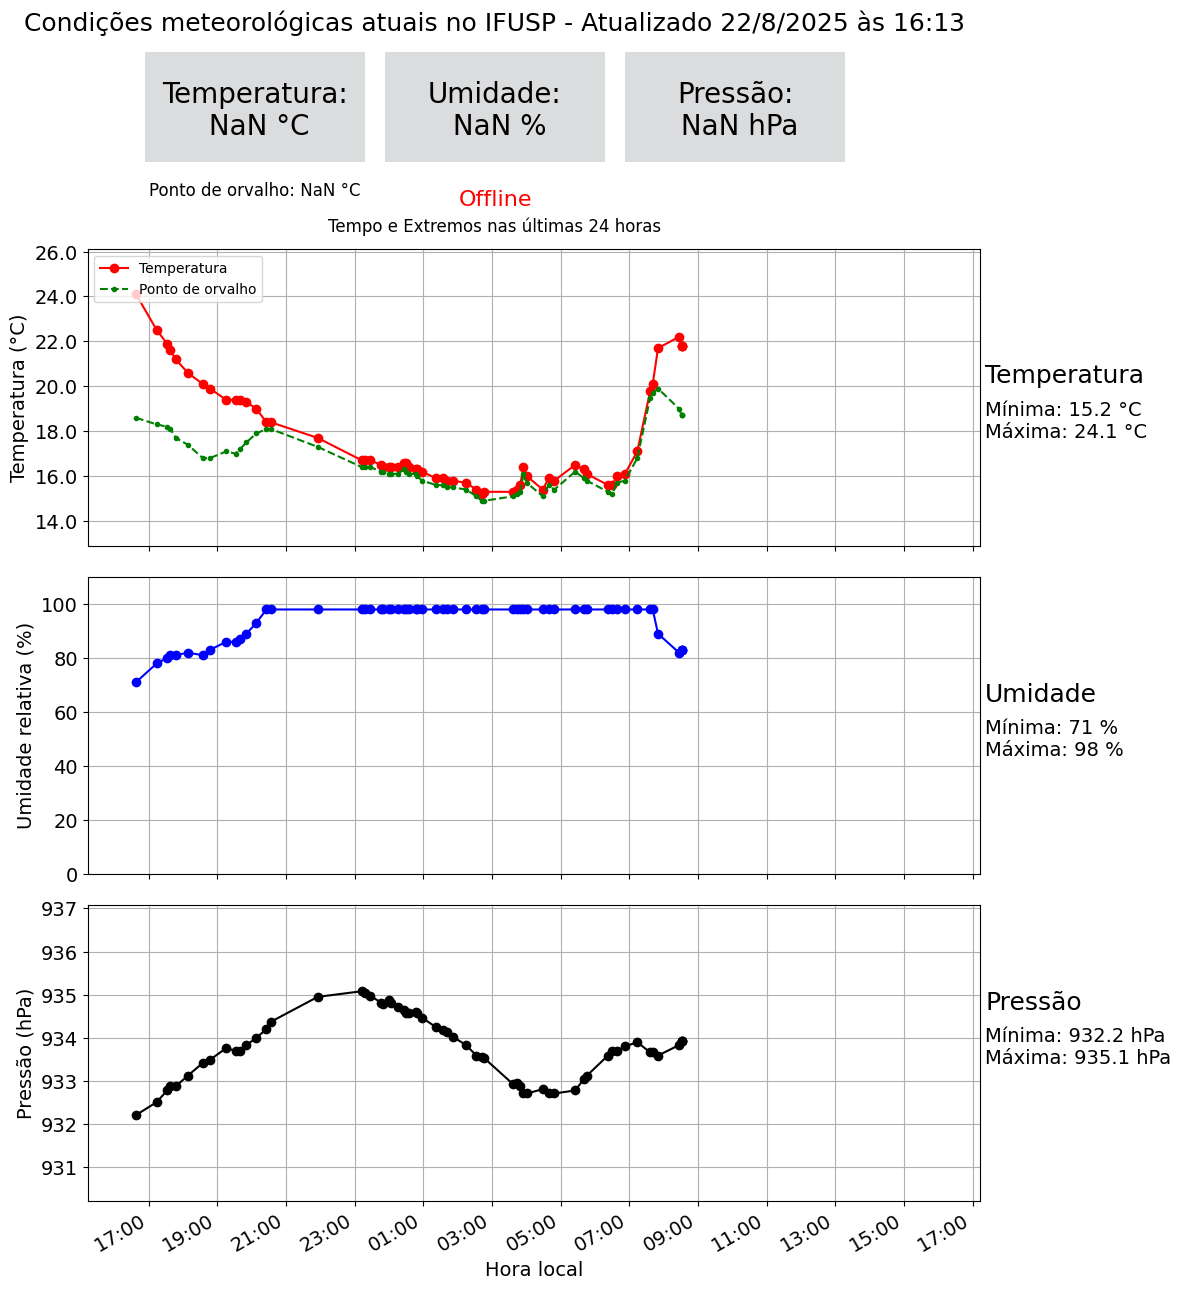 Condições meteorológicas atuais no IFUSP - Atualizado 22/8/2025 às 16:13
Temperatura:
NaN °C
Umidade:
NaN %
Pressão:
NaN hPa
Ponto de orvalho: NaN °C
Offline
Tempo e Extremos nas últimas 24 horas
Temperatura (°C)
26.0
24.0
22.0
20.0
18.0
16.0
14.0
Temperatura
Ponto de orvalho
Temperatura
Mínima: 15.2 °C
Máxima: 24.1 °C
Umidade relativa (%)
100
80
60
40
20
0
Umidade
Mínima: 71 %
Máxima: 98 %
Pressão (hPa)
937
936
935
934
933
932
931
Pressão
Mínima: 932.2 hPa
Máxima: 935.1 hPa
17:00 19:00 21:00 23:00 01:00 03:00 05:00 07:00 09:00 11:00 13:00 15:00 17:00
Hora local